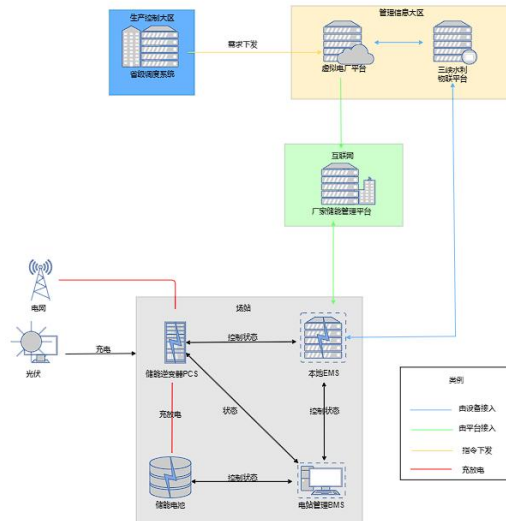 生产控制大区
管理信息大区
需求下发
省级调度系统
虚拟电厂平台
三峡水利
物联平台
互联网
厂家储能管理平台
电网
场站
光伏
充电
储能逆变器PCS
控制状态
本地EMS
充放电
状态
控制状态
控制状态
储能电池
电站管理BMS
类例
由设备接入
由平台接入
指令下发
充放电